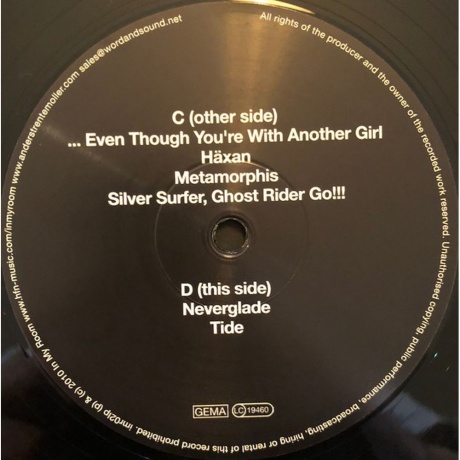 C (other side)
... Even Though You're With Another Girl
Häxan
Metamorphis
Silver Surfer, Ghost Rider Go!!!
D (this side)
Neverglade
Tide
GEMA LC 19460
All rights of the producer and the owner of the recorded work reserved. Unauthorised copying, public performance, broadcasting, hiring or rental of this record prohibited. Imr02lp (p) & (c) 2010 In My Room www.hfn-music.com/inmyroom www.anderstrentemoller.com sales@wordandsound.net